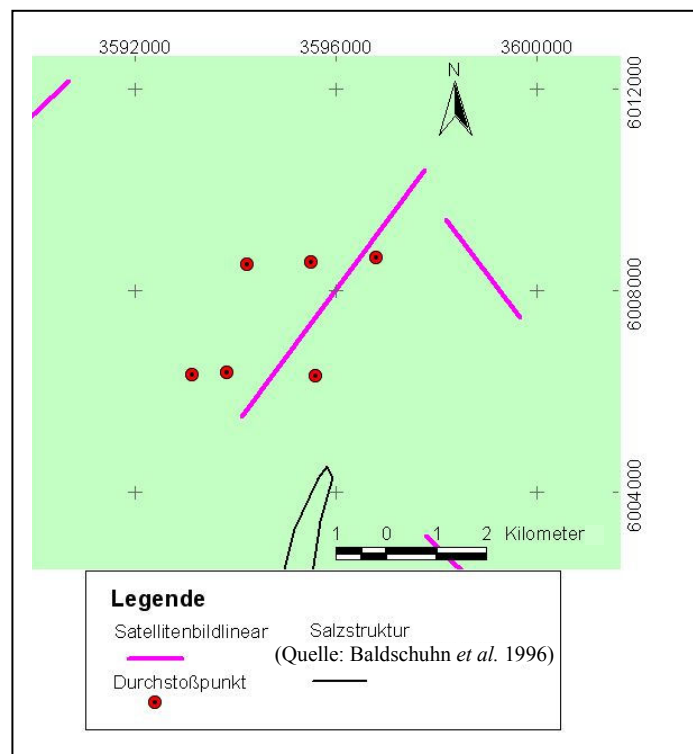 3592000 3596000 3600000
N
6012000
6008000
6004000
1 0 1 2 Kilometer
Legende
Satellitenbildlinear Salzstruktur
(Quelle: Baldschuhn et al. 1996)
Durchstoßpunkt